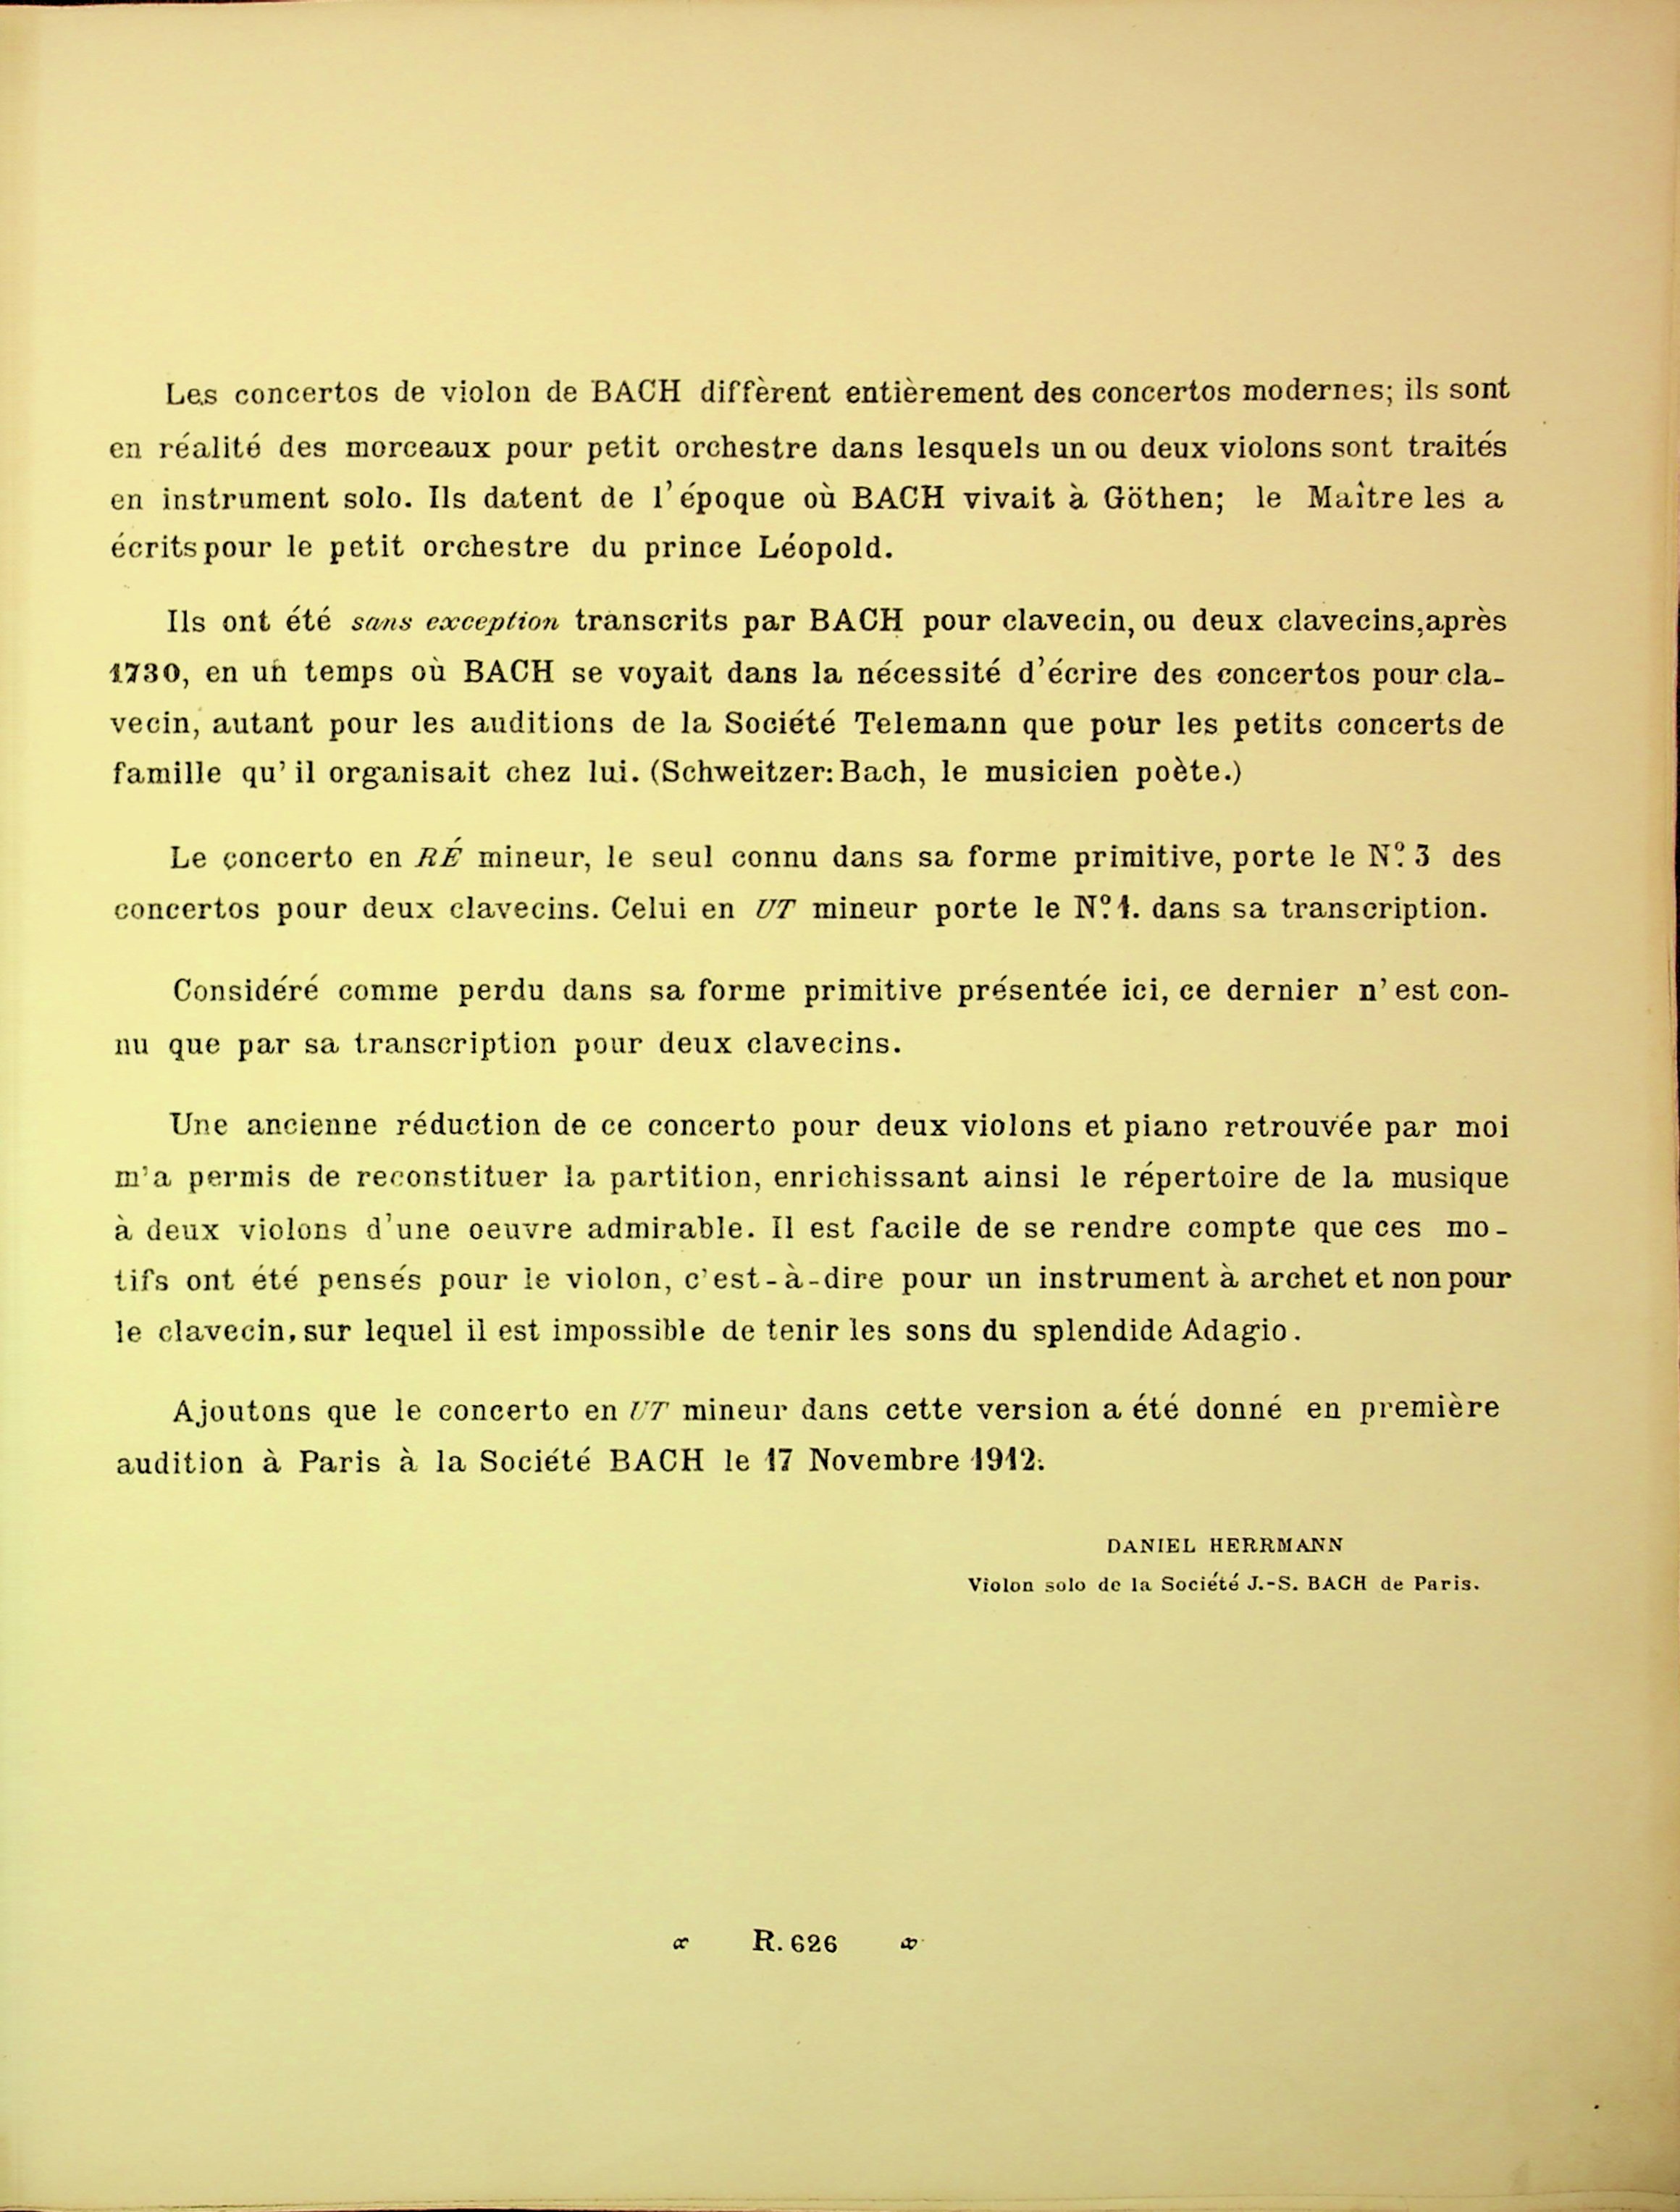 Les concertos de violon de BACH diffèrent entièrement des concertos modernes; ils sont
en réalité des morceaux pour petit orchestre dans lesquels un ou deux violons sont traités
en instrument solo. Ils datent de l'époque où BACH vivait à Göthen; le Maître les a
écrits pour le petit orchestre du prince Léopold.
Ils ont été sans exception transcrits par BACH pour clavecin, ou deux clavecins, après
1730, en un temps où BACH se voyait dans la nécessité d'écrire des concertos pour cla-
vecin, autant pour les auditions de la Société Telemann que pour les petits concerts de
famille qu'il organisait chez lui. (Schweitzer: Bach, le musicien poète.)
Le concerto en RÉ mineur, le seul connu dans sa forme primitive, porte le Nº 3 des
concertos pour deux clavecins. Celui en UT mineur porte le Nº 1. dans sa transcription.
Considéré comme perdu dans sa forme primitive présentée ici, ce dernier n'est con-
nu que par sa transcription pour deux clavecins.
Une ancienne réduction de ce concerto pour deux violons et piano retrouvée par moi
m'a permis de reconstituer la partition, enrichissant ainsi le répertoire de la musique
à deux violons d'une oeuvre admirable. Il est facile de se rendre compte que ces mo-
tifs ont été pensés pour le violon, c'est-à-dire pour un instrument à archet et non pour
le clavecin, sur lequel il est impossible de tenir les sons du splendide Adagio.
Ajoutons que le concerto en UT mineur dans cette version a été donné en première
audition à Paris à la Société BACH le 17 Novembre 1912.
DANIEL HERRMANN
Violon solo de la Société J.-S. BACH de Paris.
R. 626